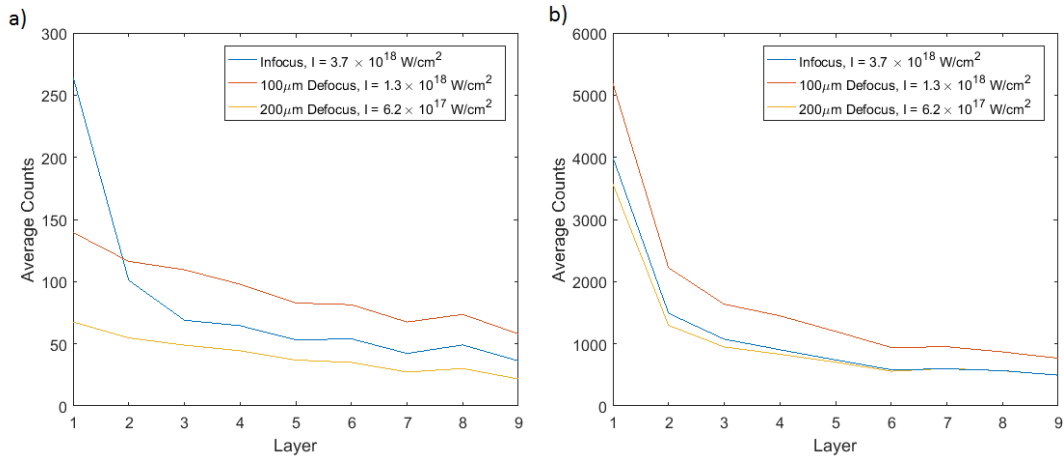 a)
300
250
200
150
100
50
0
Average Counts
1 2 3 4 5 6 7 8 9
Layer
Infocus, I = 3.7 × 10^18 W/cm^2
100μm Defocus, I = 1.3 × 10^18 W/cm^2
200μm Defocus, I = 6.2 × 10^17 W/cm^2
b)
6000
5000
4000
3000
2000
1000
0
Average Counts
1 2 3 4 5 6 7 8 9
Layer
Infocus, I = 3.7 × 10^18 W/cm^2
100μm Defocus, I = 1.3 × 10^18 W/cm^2
200μm Defocus, I = 6.2 × 10^17 W/cm^2